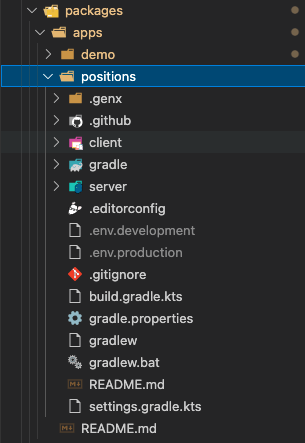 packages
apps
demo
positions
.genx
.github
client
gradle
server
.editorconfig
.env.development
.env.production
.gitignore
build.gradle.kts
gradle.properties
gradlew
gradlew.bat
README.md
settings.gradle.kts
README.md